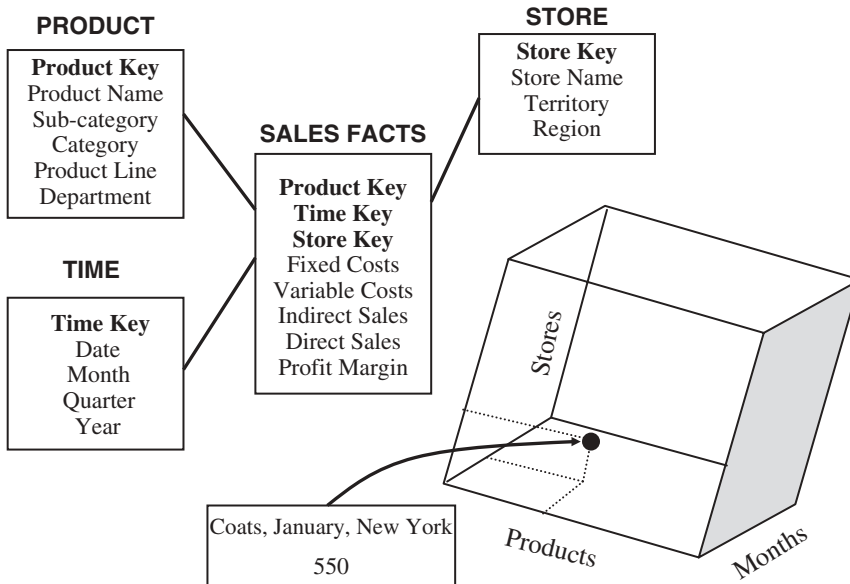 PRODUCT
Product Key
Product Name
Sub-category
Category
Product Line
Department
STORE
Store Key
Store Name
Territory
Region
SALES FACTS
Product Key
Time Key
Store Key
Fixed Costs
Variable Costs
Indirect Sales
Direct Sales
Profit Margin
TIME
Time Key
Date
Month
Quarter
Year
Stores
Products
Months
Coats, January, New York
550